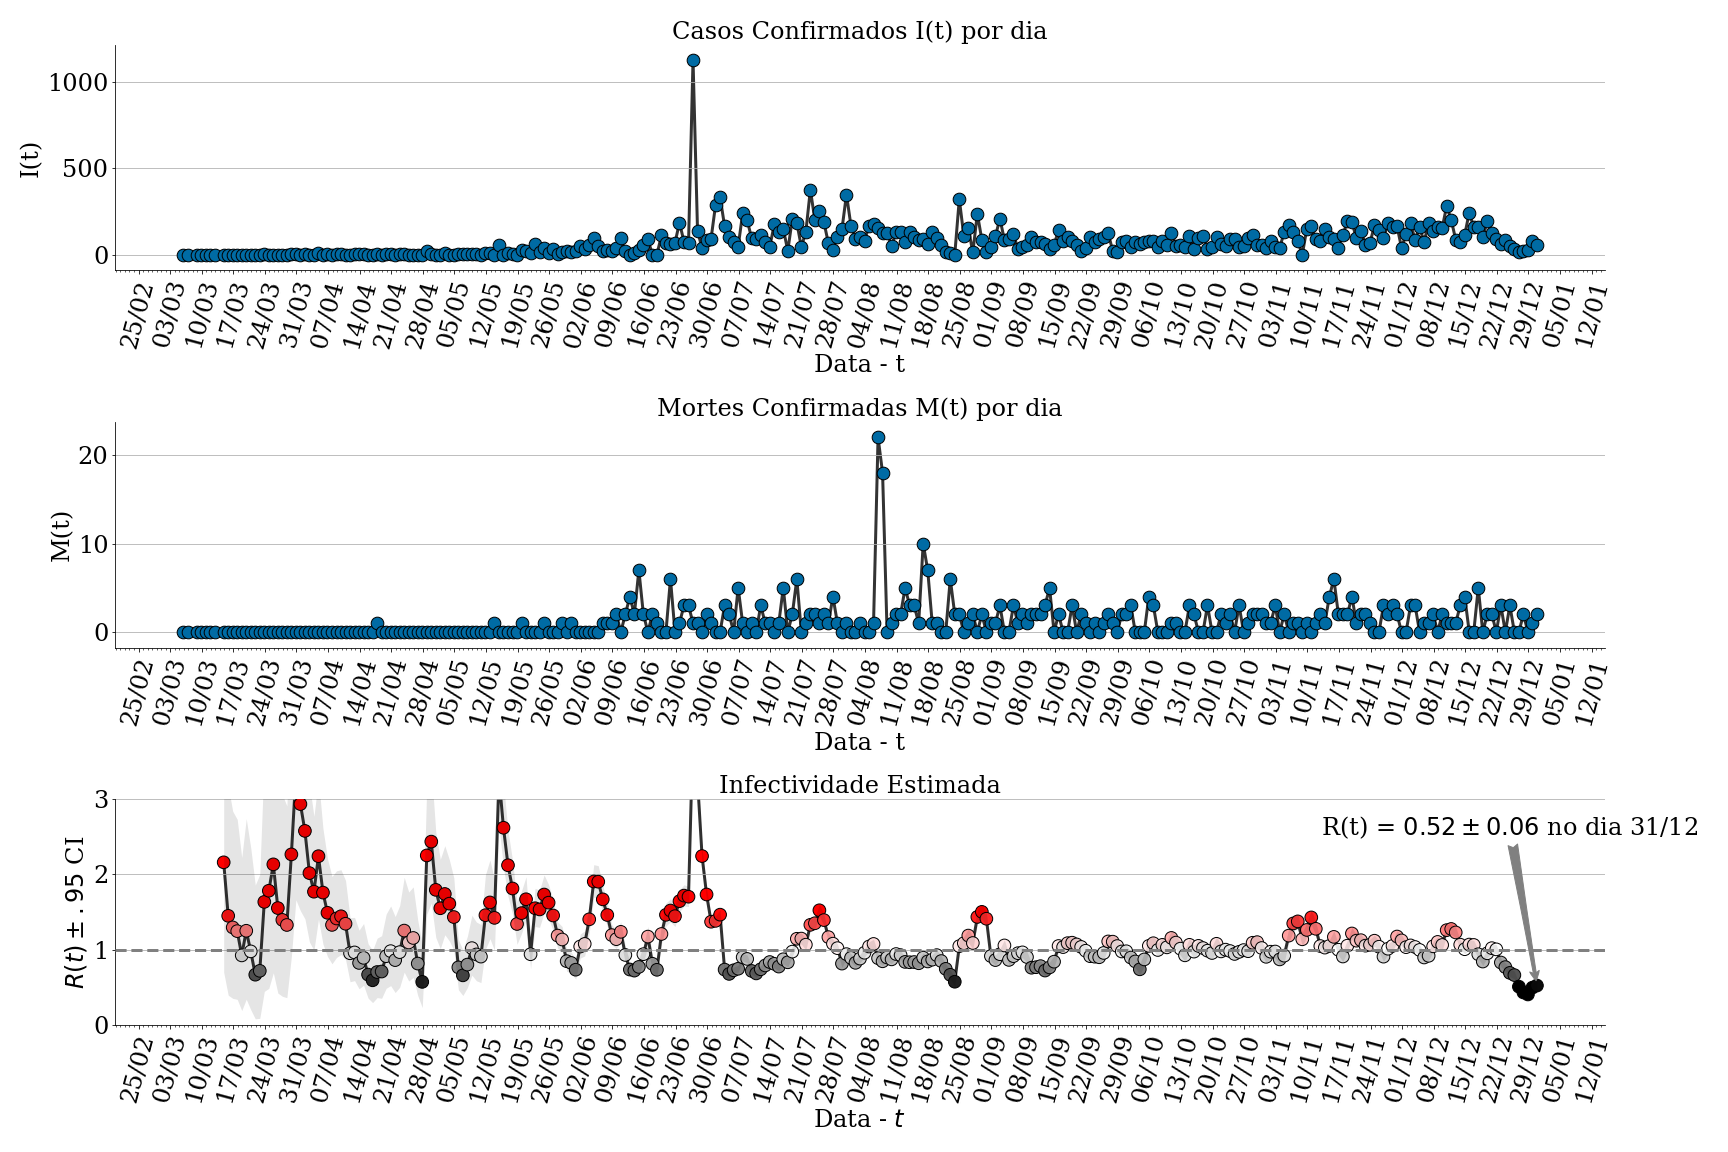 Casos Confirmados I(t) por dia
1000
500
0
I(t)
25/02 03/03 10/03 17/03 24/03 31/03 07/04 14/04 21/04 28/04 05/05 12/05 19/05 26/05 02/06 09/06 16/06 23/06 30/06 07/07 14/07 21/07 28/07 04/08 11/08 18/08 25/08 01/09 08/09 15/09 22/09 29/09 06/10 13/10 20/10 27/10 03/11 10/11 17/11 24/11 01/12 08/12 15/12 22/12 29/12 05/01 12/01
Data - t
Mortes Confirmadas M(t) por dia
20
10
0
M(t)
25/02 03/03 10/03 17/03 24/03 31/03 07/04 14/04 21/04 28/04 05/05 12/05 19/05 26/05 02/06 09/06 16/06 23/06 30/06 07/07 14/07 21/07 28/07 04/08 11/08 18/08 25/08 01/09 08/09 15/09 22/09 29/09 06/10 13/10 20/10 27/10 03/11 10/11 17/11 24/11 01/12 08/12 15/12 22/12 29/12 05/01 12/01
Data - t
Infectividade Estimada
3
2
1
0
R(t) ± .95 CI
R(t) = 0.52 ± 0.06 no dia 31/12
25/02 03/03 10/03 17/03 24/03 31/03 07/04 14/04 21/04 28/04 05/05 12/05 19/05 26/05 02/06 09/06 16/06 23/06 30/06 07/07 14/07 21/07 28/07 04/08 11/08 18/08 25/08 01/09 08/09 15/09 22/09 29/09 06/10 13/10 20/10 27/10 03/11 10/11 17/11 24/11 01/12 08/12 15/12 22/12 29/12 05/01 12/01
Data - t